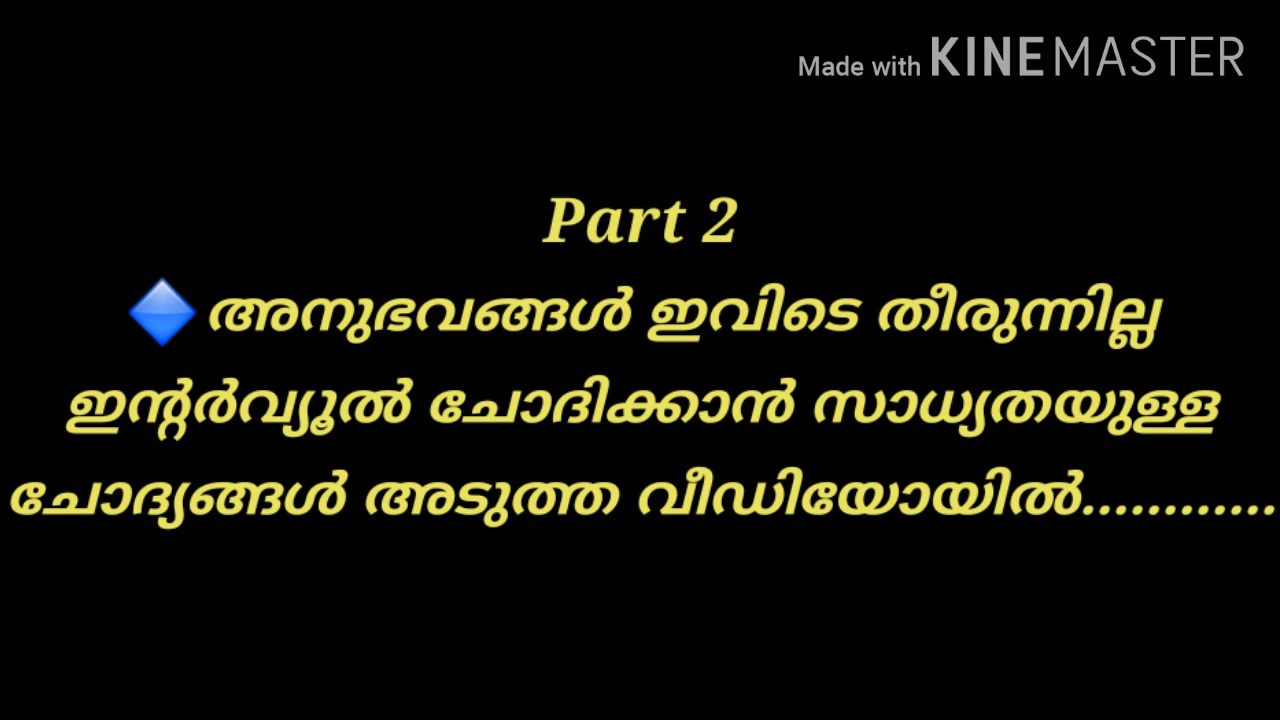 Made with KINEMASTER
Part 2
🔷അനുഭവങ്ങൾ ഇവിടെ തീരുന്നില്ല
ഇന്റർവ്യൂൽ ചോദിക്കാൻ സാധ്യതയുള്ള
ചോദ്യങ്ങൾ അടുത്ത വീഡിയോയിൽ............